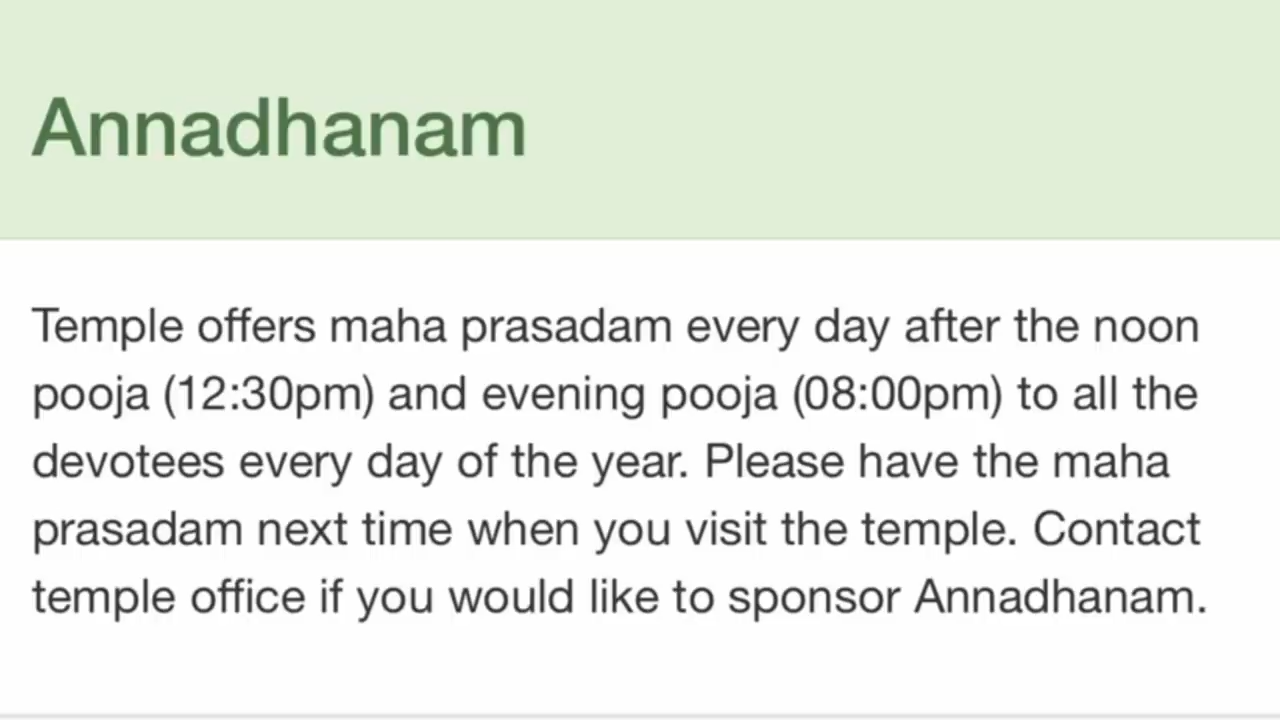 Annadhanam
Temple offers maha prasadam every day after the noon
pooja (12:30pm) and evening pooja (08:00pm) to all the
devotees every day of the year. Please have the maha
prasadam next time when you visit the temple. Contact
temple office if you would like to sponsor Annadhanam.